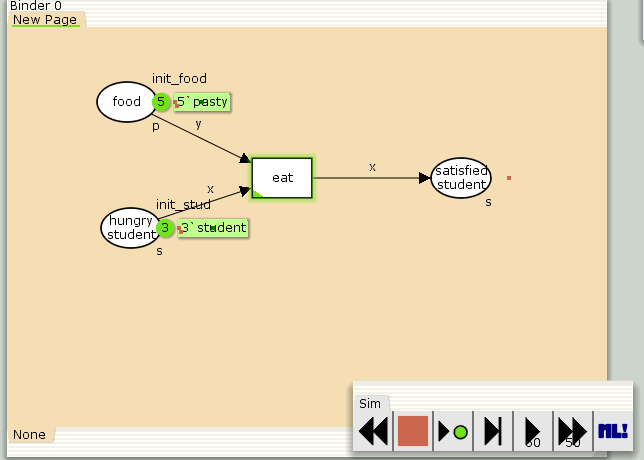 Binder 0
New Page
init_food
food
5
5`pasty
p
y
eat
x
satisfied
student
s
x
init_stud
hungry
student
3
3`student
s
Sim
50
50
ML!
None